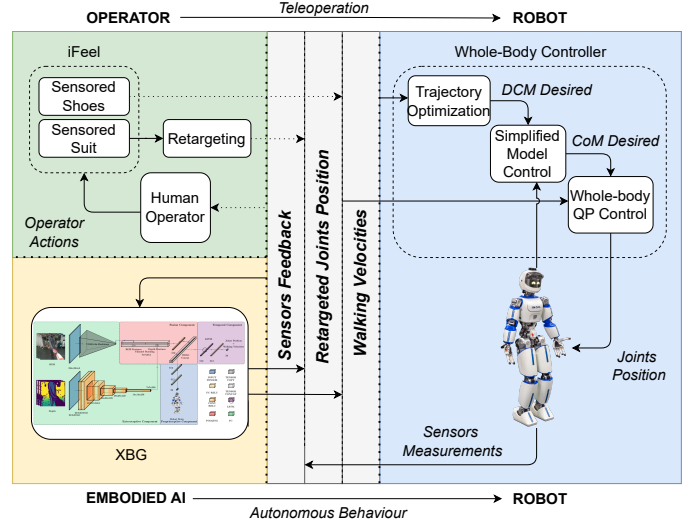 OPERATOR
Teleoperation
ROBOT
iFeel
Sensored
Shoes
Sensored
Suit
Retargeting
Human
Operator
Operator
Actions
Sensors Feedback
Retargeted Joints Position
Walking Velocities
Whole-Body Controller
Trajectory
Optimization
DCM Desired
Simplified
Model
Control
CoM Desired
Whole-body
QP Control
Joints
Position
Sensors
Measurements
XBG
EMBODIED AI
Autonomous Behaviour
ROBOT